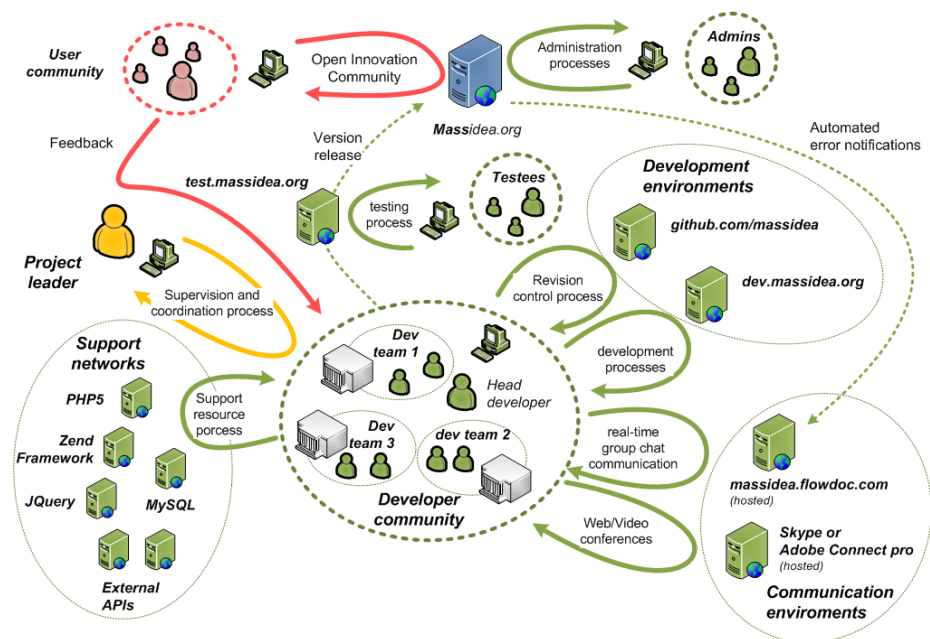 User
community
Open Innovation
Community
Administration
processes
Admins
Massidea.org
Feedback
Version
release
Automated
error notifications
test.massidea.org
testing
process
Testees
Development
environments
github.com/massidea
dev.massidea.org
Project
leader
Supervision and
coordination process
Revision
control process
Support
networks
PHP5
Zend
Framework
JQuery
MySQL
External
APIs
Support
resource
porcess
Dev
team 1
Head
developer
Dev
team 3
dev team 2
Developer
community
development
processes
real-time
group chat
communication
Web/Video
conferences
massidea.flowdoc.com
(hosted)
Skype or
Adobe Connect pro
(hosted)
Communication
enviroments